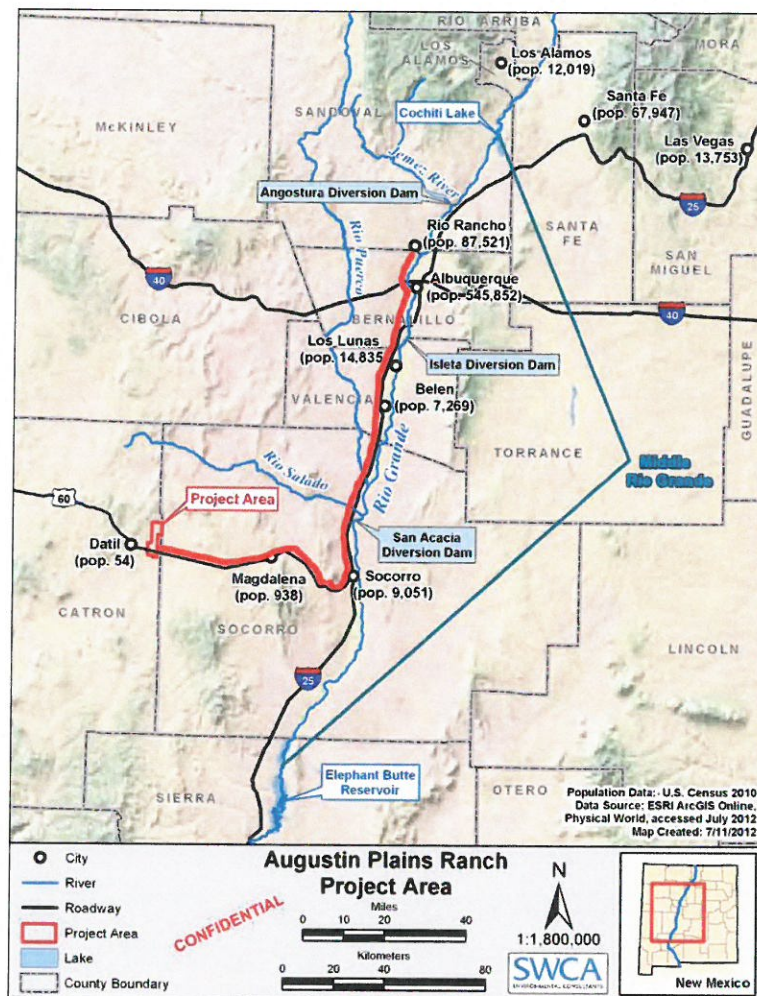 RIO ARRIBA
LOS
ALAMOS
Los Alamos
(pop. 12,019)
MORA
Santa Fe
(pop. 67,947)
SANDOVAL
Cochiti Lake
McKINLEY
Las Vegas
(pop. 13,753)
Jemez River
Angostura Diversion Dam
25
Rio Rancho
(pop. 87,521)
SANTA
FE
Rio Puerco
SAN
MIGUEL
40
Albuquerque
(pop. 545,852)
CIBOLA
BERNALILLO
40
Los Lunas
(pop. 14,835)
Isleta Diversion Dam
GUADALUPE
Belen
(pop. 7,269)
VALENCIA
TORRANCE
Rio Grande
Middle
Rio Grande
Rio Salado
60
Project Area
San Acacia
Diversion Dam
Datil
(pop. 54)
Magdalena
(pop. 938)
Socorro
(pop. 9,051)
CATRON
SOCORRO
LINCOLN
25
Elephant Butte
Reservoir
SIERRA
OTERO
Population Data: U.S. Census 2010
Data Source: ESRI ArcGIS Online,
Physical World, accessed July 2012
Map Created: 7/11/2012
City
River
Roadway
Project Area
Lake
County Boundary
CONFIDENTIAL
Augustin Plains Ranch
Project Area
Miles
0 10 20 40
Kilometers
0 20 40 80
N
1:1,800,000
SWCA
ENVIRONMENTAL CONSULTANTS
New Mexico